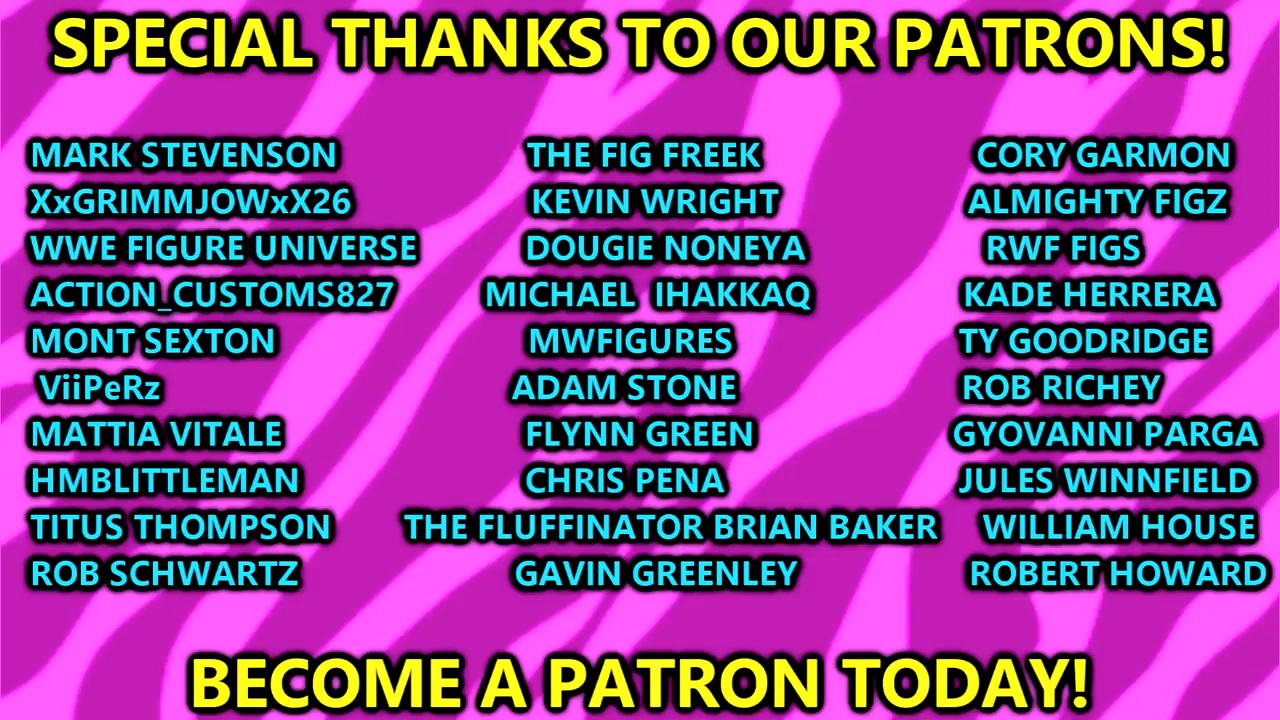 SPECIAL THANKS TO OUR PATRONS!
MARK STEVENSON THE FIG FREEK CORY GARMON
XxGRIMMJOWxX26 KEVIN WRIGHT ALMIGHTY FIGZ
WWE FIGURE UNIVERSE DOUGIE NONEYA RWF FIGS
ACTION_CUSTOMS827 MICHAEL IHAKKAQ KADE HERRERA
MONT SEXTON MWFIGURES TY GOODRIDGE
ViiPeRz ADAM STONE ROB RICHEY
MATTIA VITALE FLYNN GREEN GYOVANNI PARGA
HMBLITTLEMAN CHRIS PENA JULES WINNFIELD
TITUS THOMPSON THE FLUFFINATOR BRIAN BAKER WILLIAM HOUSE
ROB SCHWARTZ GAVIN GREENLEY ROBERT HOWARD
BECOME A PATRON TODAY!